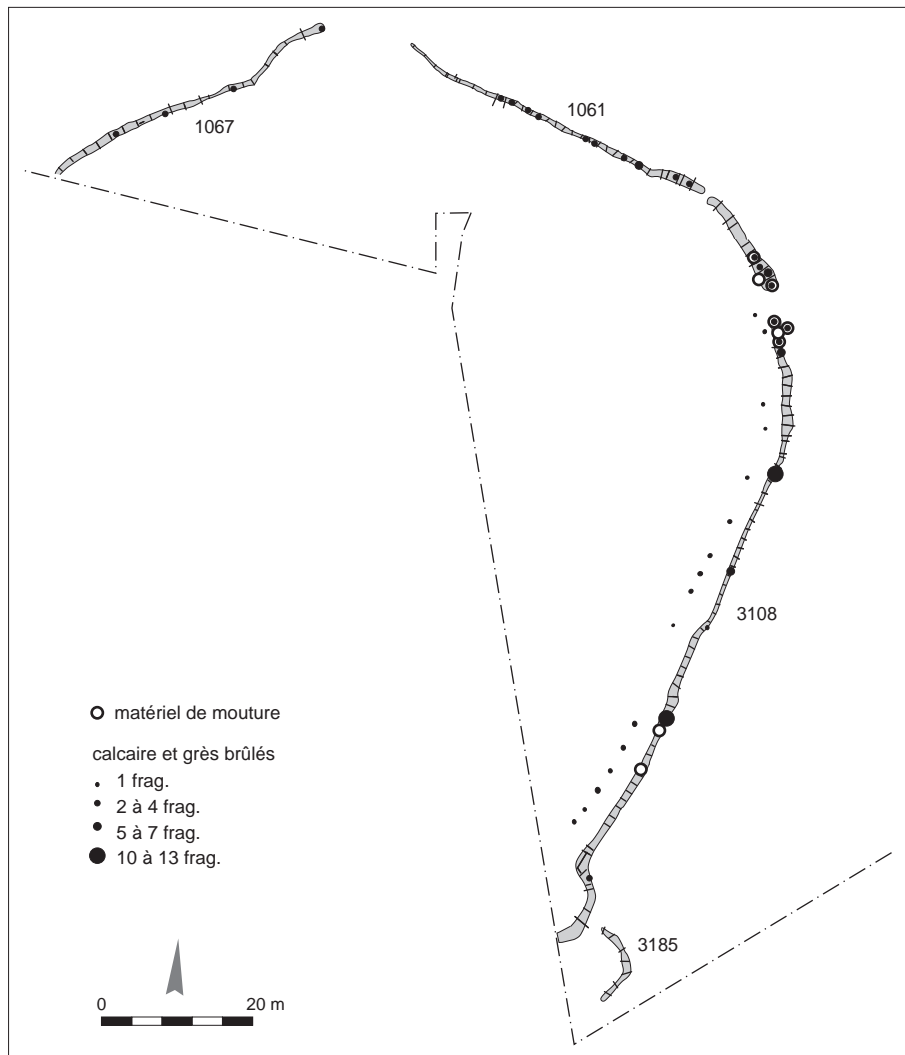 1067
1061
3108
matériel de mouture
calcaire et grès brûlés
1 frag.
2 à 4 frag.
5 à 7 frag.
10 à 13 frag.
3185
0 20 m